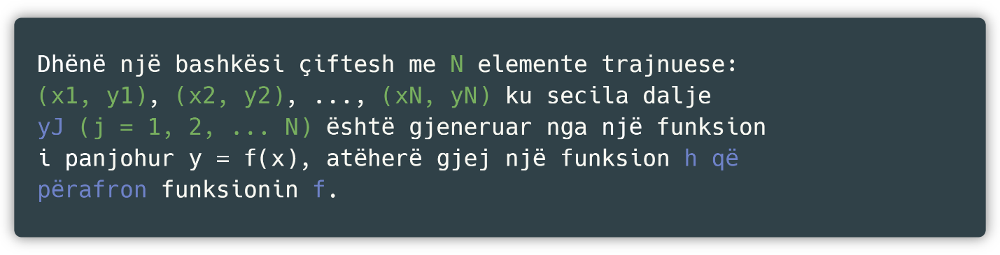 Dhënë një bashkësi çiftesh me N elemente trajnuese:
(x1, y1), (x2, y2), ..., (xN, yN) ku secila dalje
yJ (j = 1, 2, ... N) është gjeneruar nga një funksion
i panjohur y = f(x), atëherë gjej një funksion h që
përafron funksionin f.